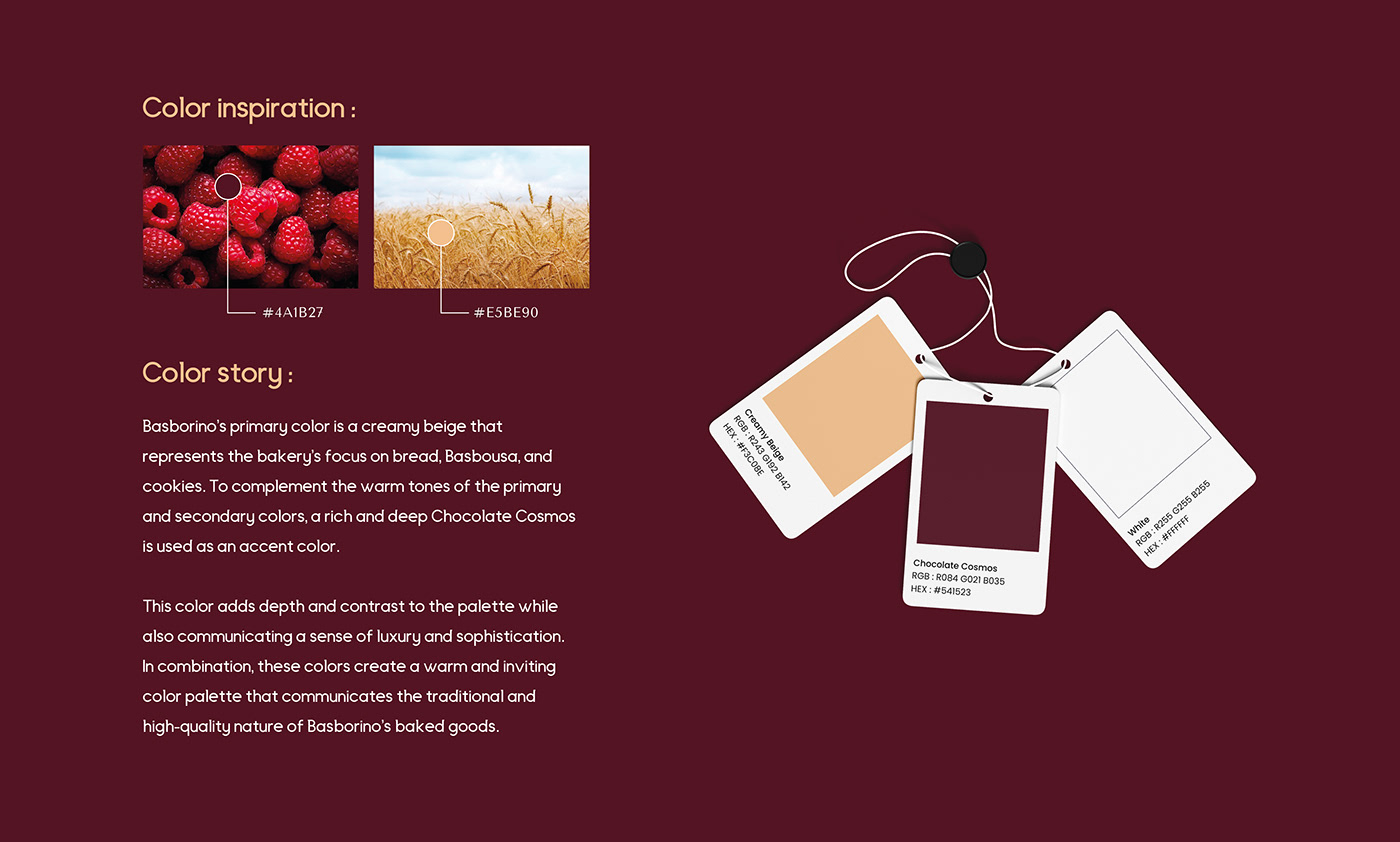 Color inspiration :
#4A1B27
#E5BE90
Color story :
Basborino's primary color is a creamy beige that
represents the bakery's focus on bread, Basbousa, and
cookies. To complement the warm tones of the primary
and secondary colors, a rich and deep Chocolate Cosmos
is used as an accent color.
This color adds depth and contrast to the palette while
also communicating a sense of luxury and sophistication.
In combination, these colors create a warm and inviting
color palette that communicates the traditional and
high-quality nature of Basborino's baked goods.
Creamy Beige
RGB : R243 G192 B142
HEX : #F3C08E
Chocolate Cosmos
RGB : R084 G021 B035
HEX : #541523
White
RGB : R255 G255 B255
HEX : #FFFFFF